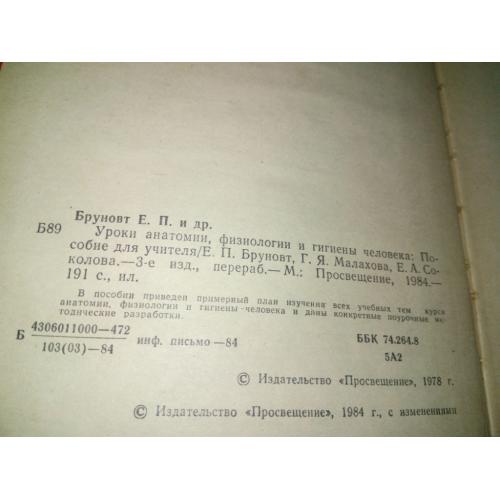 Бруновт Е. П. и др.
Б89
Уроки анатомии, физиологии и гигиены человека: По-
собие для учителя/Е. П. Бруновт, Г. Я. Малахова, Е. А. Со-
колова.—3-е изд., перераб.—М.: Просвещение, 1984.—
191 с., ил.
В пособии приведен примерный план изучения всех учебных тем курса
анатомии, физиологии и гигиены человека и даны конкретные поурочные ме-
тодические разработки.
Б 4306011000—472
103(03)—84
инф. письмо—84
ББК 74.264.8
5А2
© Издательство «Просвещение», 1978 г.
© Издательство «Просвещение», 1984 г., с изменениями